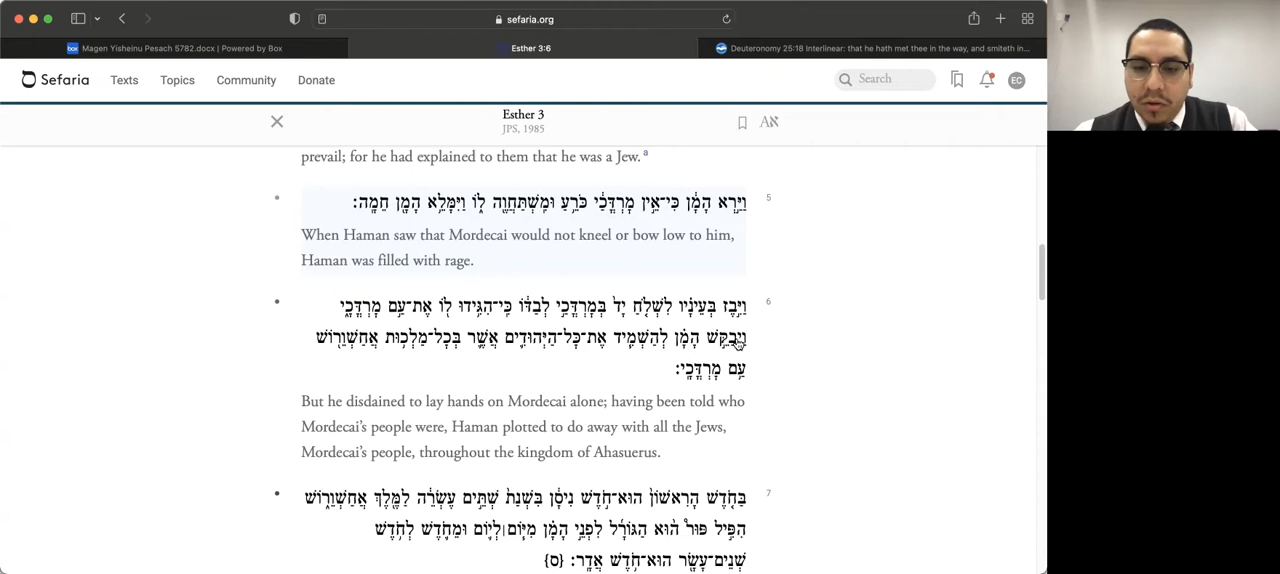 sefaria.org
Magen Yisheinu Pesach 5782.docx | Powered by Box
Esther 3:6
Deuteronomy 25:18 Interlinear: that he hath met thee in the way, and smiteth in...
Sefaria Texts Topics Community Donate Search EC
Esther 3
JPS, 1985
prevail; for he had explained to them that he was a Jew. a
5
וַיַּ֣רְא הָמָ֔ן כִּי־אֵ֣ין מׇרְדֳּכַ֔י כֹּרֵ֥עַ וּמִֽשְׁתַּחֲוֶ֖ה ל֑וֹ וַיִּמָּלֵ֥א הָמָ֖ן חֵמָֽה׃
When Haman saw that Mordecai would not kneel or bow low to him,
Haman was filled with rage.
6
וַיִּ֣בֶז בְּעֵינָ֗יו לִשְׁלֹ֤חַ יָד֙ בְּמׇרְדֳּכַ֣י לְבַדּ֔וֹ כִּֽי־הִגִּ֥ידוּ ל֖וֹ אֶת־עַ֣ם מׇרְדֳּכָ֑י
וַיְבַקֵּ֣שׁ הָמָ֗ן לְהַשְׁמִ֧יד אֶת־כׇּל־הַיְּהוּדִ֛ים אֲשֶׁ֛ר בְּכׇל־מַלְכ֥וּת אֲחַשְׁוֵר֖וֹשׁ
עַ֥ם מׇרְדֳּכָֽי׃
But he disdained to lay hands on Mordecai alone; having been told who
Mordecai’s people were, Haman plotted to do away with all the Jews,
Mordecai’s people, throughout the kingdom of Ahasuerus.
7
בַּחֹ֤דֶשׁ הָרִאשׁוֹן֙ הוּא־חֹ֣דֶשׁ נִיסָ֔ן בִּשְׁנַת֙ שְׁתֵּ֣ים עֶשְׂרֵ֔ה לַמֶּ֖לֶךְ אֲחַשְׁוֵר֑וֹשׁ
הִפִּ֣יל פּוּר֩ ה֨וּא הַגּוֹרָ֜ל לִפְנֵ֣י הָמָ֗ן מִיּ֧וֹם׀ לְי֛וֹם וּמֵחֹ֛דֶשׁ לְחֹ֥דֶשׁ
שְׁנֵים־עָשָׂ֖ר הוּא־חֹ֥דֶשׁ אֲדָֽר׃ {ס}